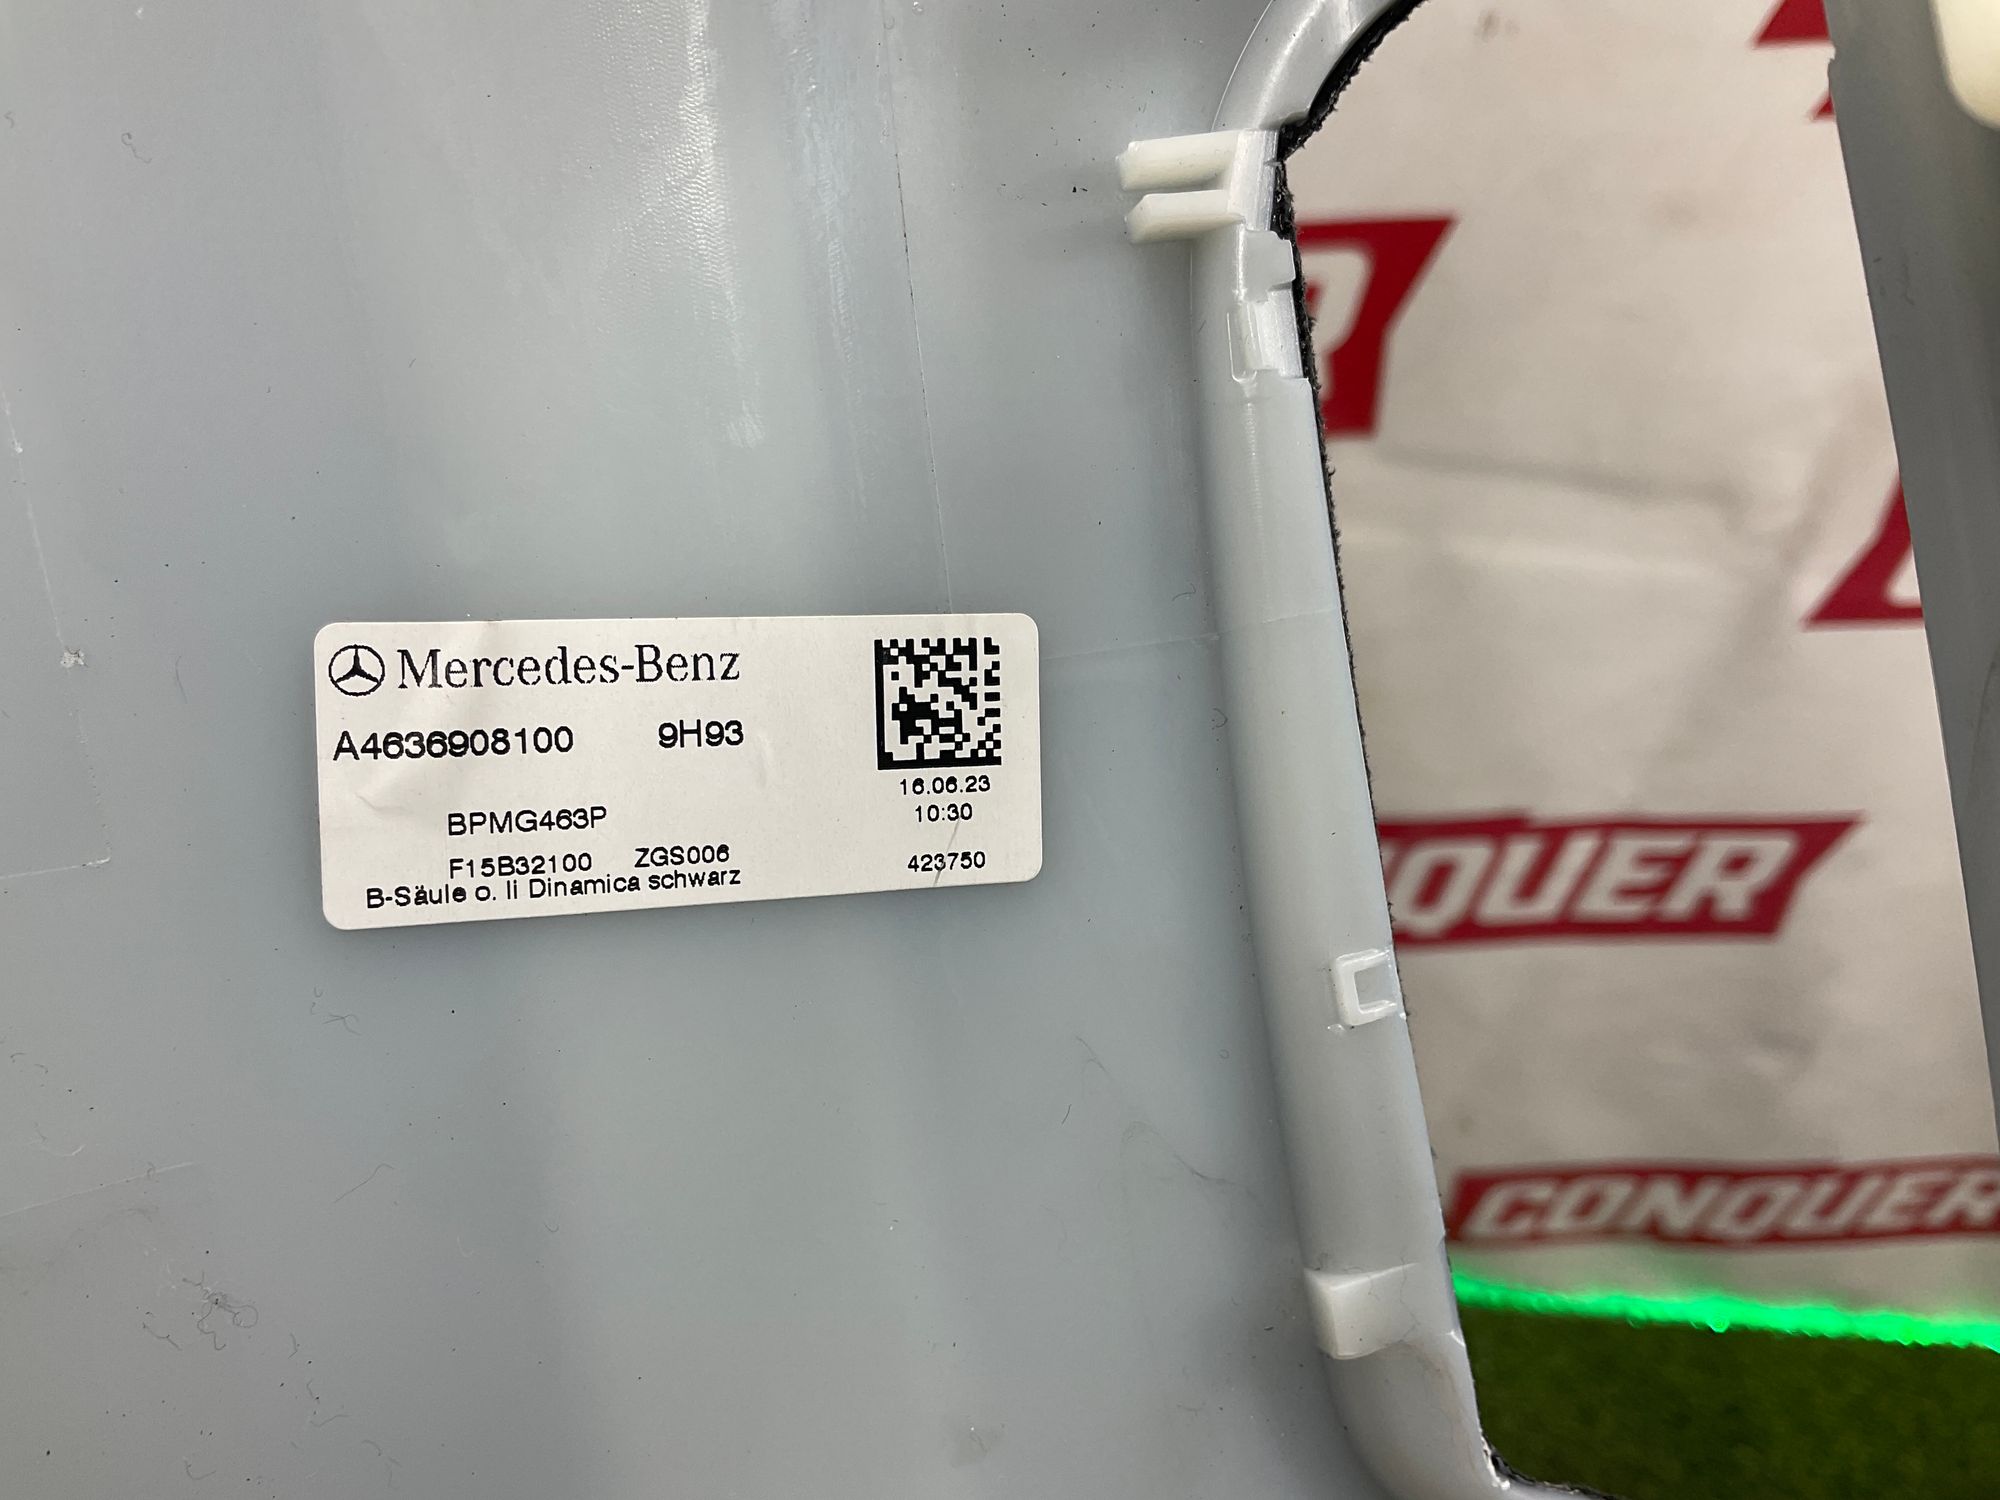 Mercedes-Benz
A4636908100 9H93
16.06.23
10:30
BPMG463P
F15B32100 ZGS006
423750
B-Säule o. li Dinamica schwarz
QUER
CONQUER